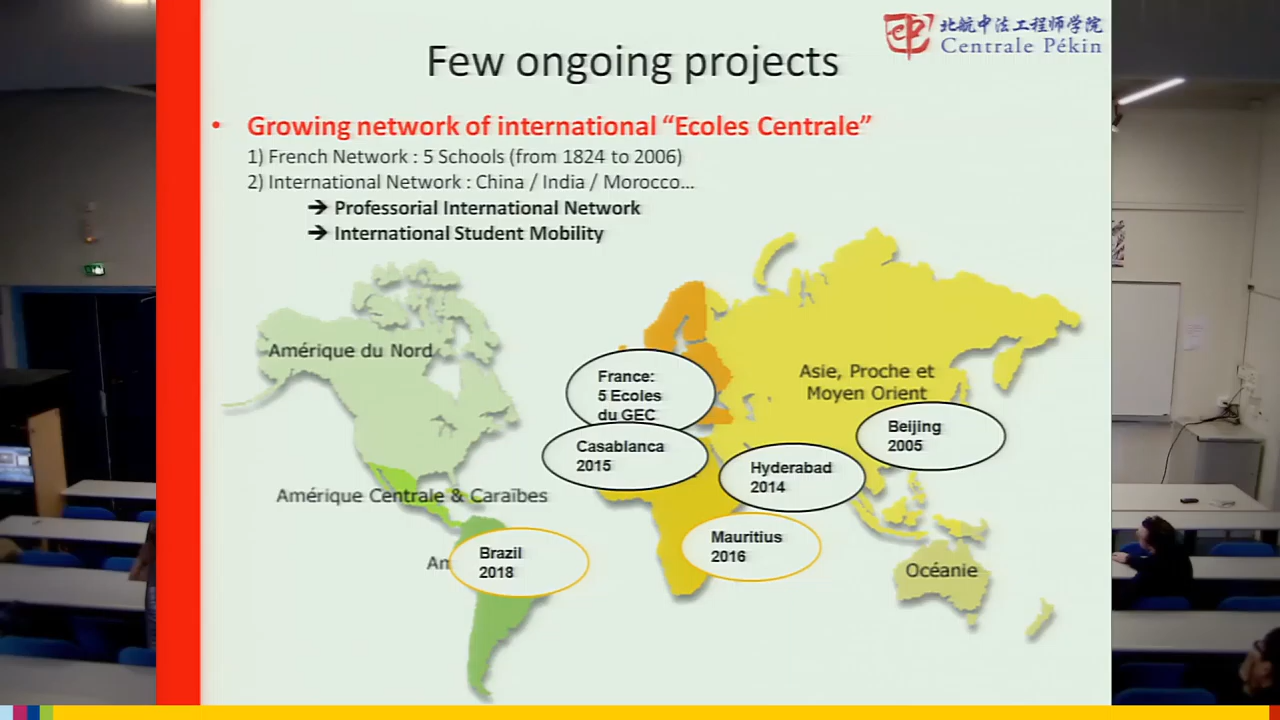 北航中法工程师学院
Centrale Pékin
Few ongoing projects
• Growing network of international “Ecoles Centrale”
1) French Network : 5 Schools (from 1824 to 2006)
2) International Network : China / India / Morocco...
➔ Professorial International Network
➔ International Student Mobility
Amérique du Nord
Asie, Proche et
Moyen Orient
France:
5 Ecoles
du GEC
Casablanca
2015
Beijing
2005
Hyderabad
2014
Amérique Centrale & Caraïbes
Mauritius
2016
Brazil
2018
Am
Océanie